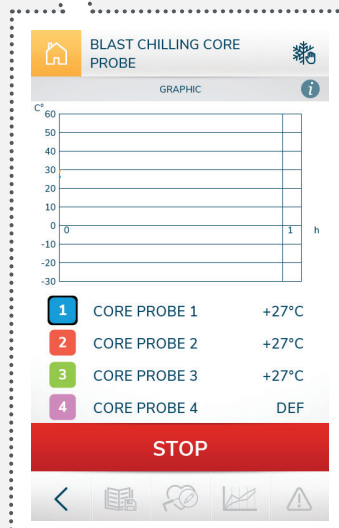 BLAST CHILLING CORE
PROBE
GRAPHIC
i
C°
60
50
40
30
20
10
0
0
1
h
-10
-20
-30
1 CORE PROBE 1 +27°C
2 CORE PROBE 2 +27°C
3 CORE PROBE 3 +27°C
4 CORE PROBE 4 DEF
STOP